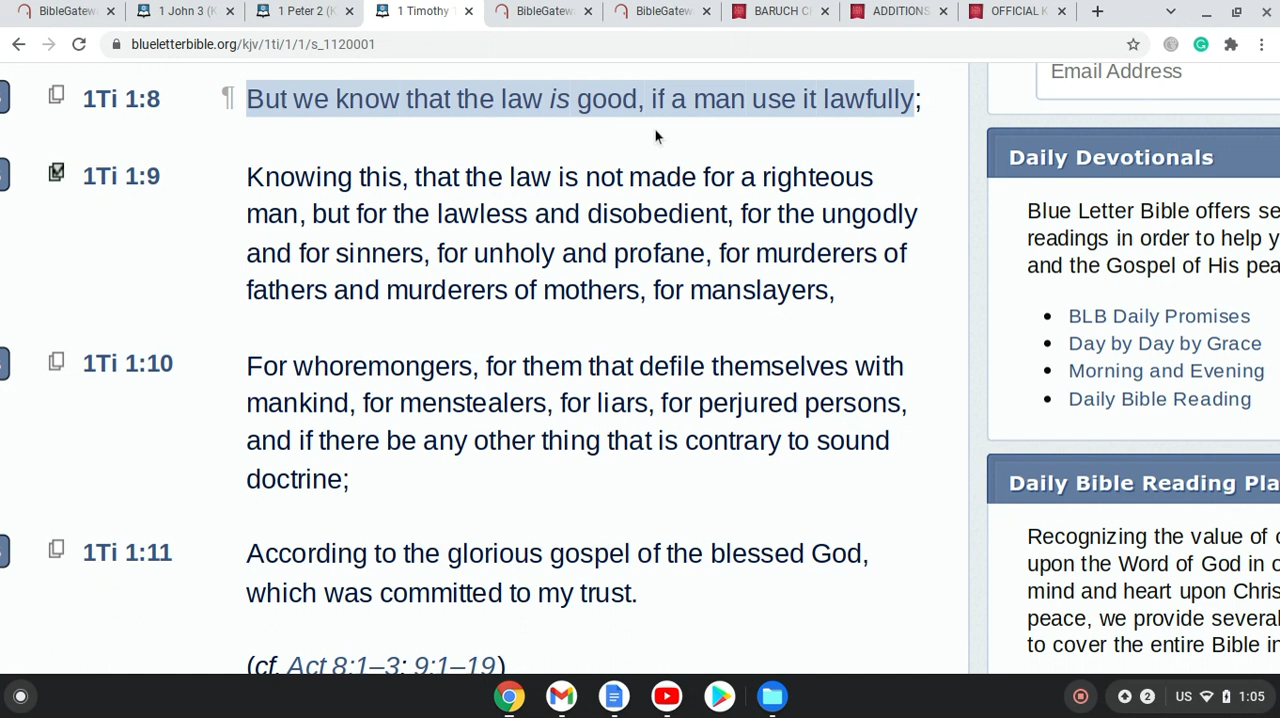 BibleGatew
1 John 3 (K
1 Peter 2 (K
1 Timothy
BibleGatew
BibleGatew
BARUCH C
ADDITIONS
OFFICIAL K
blueletterbible.org/kjv/1ti/1/1/s_1120001
Email Address
1Ti 1:8 ¶ But we know that the law is good, if a man use it lawfully;
1Ti 1:9 Knowing this, that the law is not made for a righteous
man, but for the lawless and disobedient, for the ungodly
and for sinners, for unholy and profane, for murderers of
fathers and murderers of mothers, for manslayers,
1Ti 1:10 For whoremongers, for them that defile themselves with
mankind, for menstealers, for liars, for perjured persons,
and if there be any other thing that is contrary to sound
doctrine;
1Ti 1:11 According to the glorious gospel of the blessed God,
which was committed to my trust.
(cf. Act 8:1–3; 9:1–19)
Daily Devotionals
Blue Letter Bible offers se
readings in order to help y
and the Gospel of His pea
• BLB Daily Promises
• Day by Day by Grace
• Morning and Evening
• Daily Bible Reading
Daily Bible Reading Pla
Recognizing the value of c
upon the Word of God in o
mind and heart upon Chris
peace, we provide several
to cover the entire Bible in
2 US 1:05